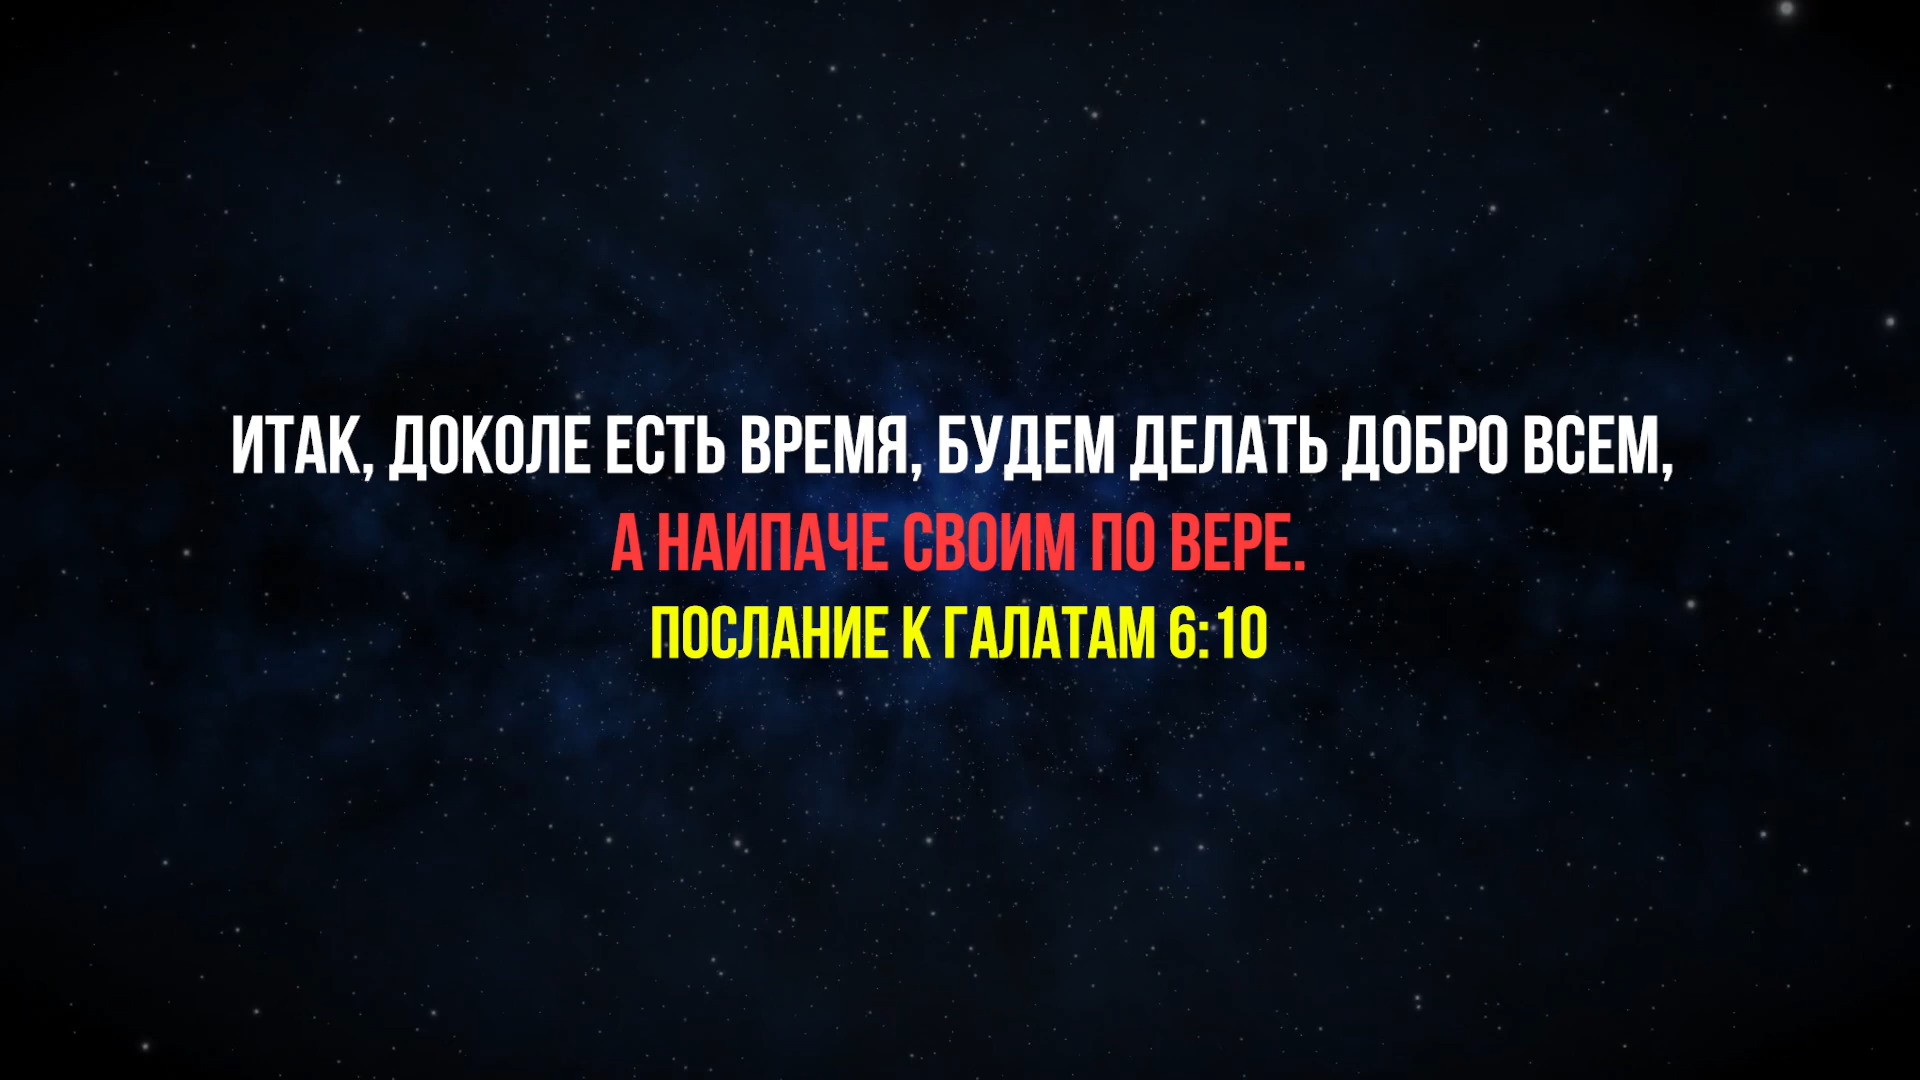 ИТАК, ДОКОЛЕ ЕСТЬ ВРЕМЯ, БУДЕМ ДЕЛАТЬ ДОБРО ВСЕМ,
А НАИПАЧЕ СВОИМ ПО ВЕРЕ.
ПОСЛАНИЕ К ГАЛАТАМ 6:10